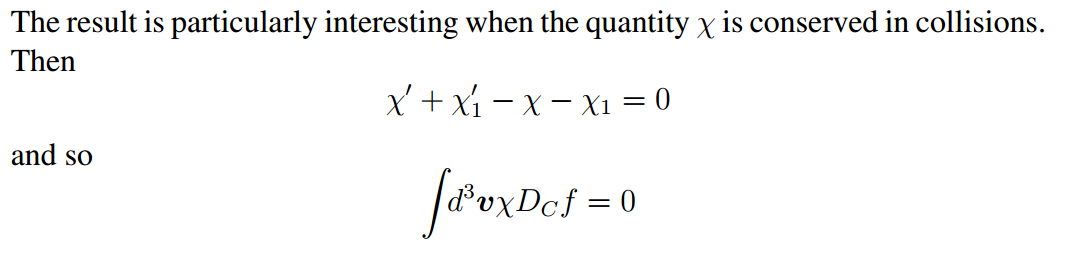 The result is particularly interesting when the quantity χ is conserved in collisions.
Then
χ′ + χ′₁ − χ − χ₁ = 0
and so
∫d³𝒗χD_C f = 0